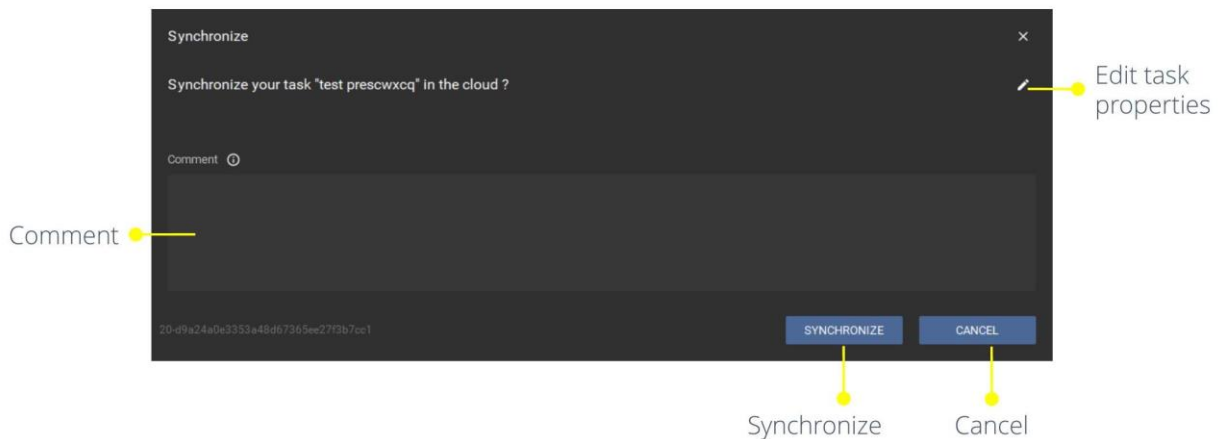 Synchronize
Synchronize your task "test prescwxcq" in the cloud ?
Edit task
properties
Comment
Comment
20-d9a24a0e3353a48d67365ee27f3b7cc1
SYNCHRONIZE
CANCEL
Synchronize
Cancel